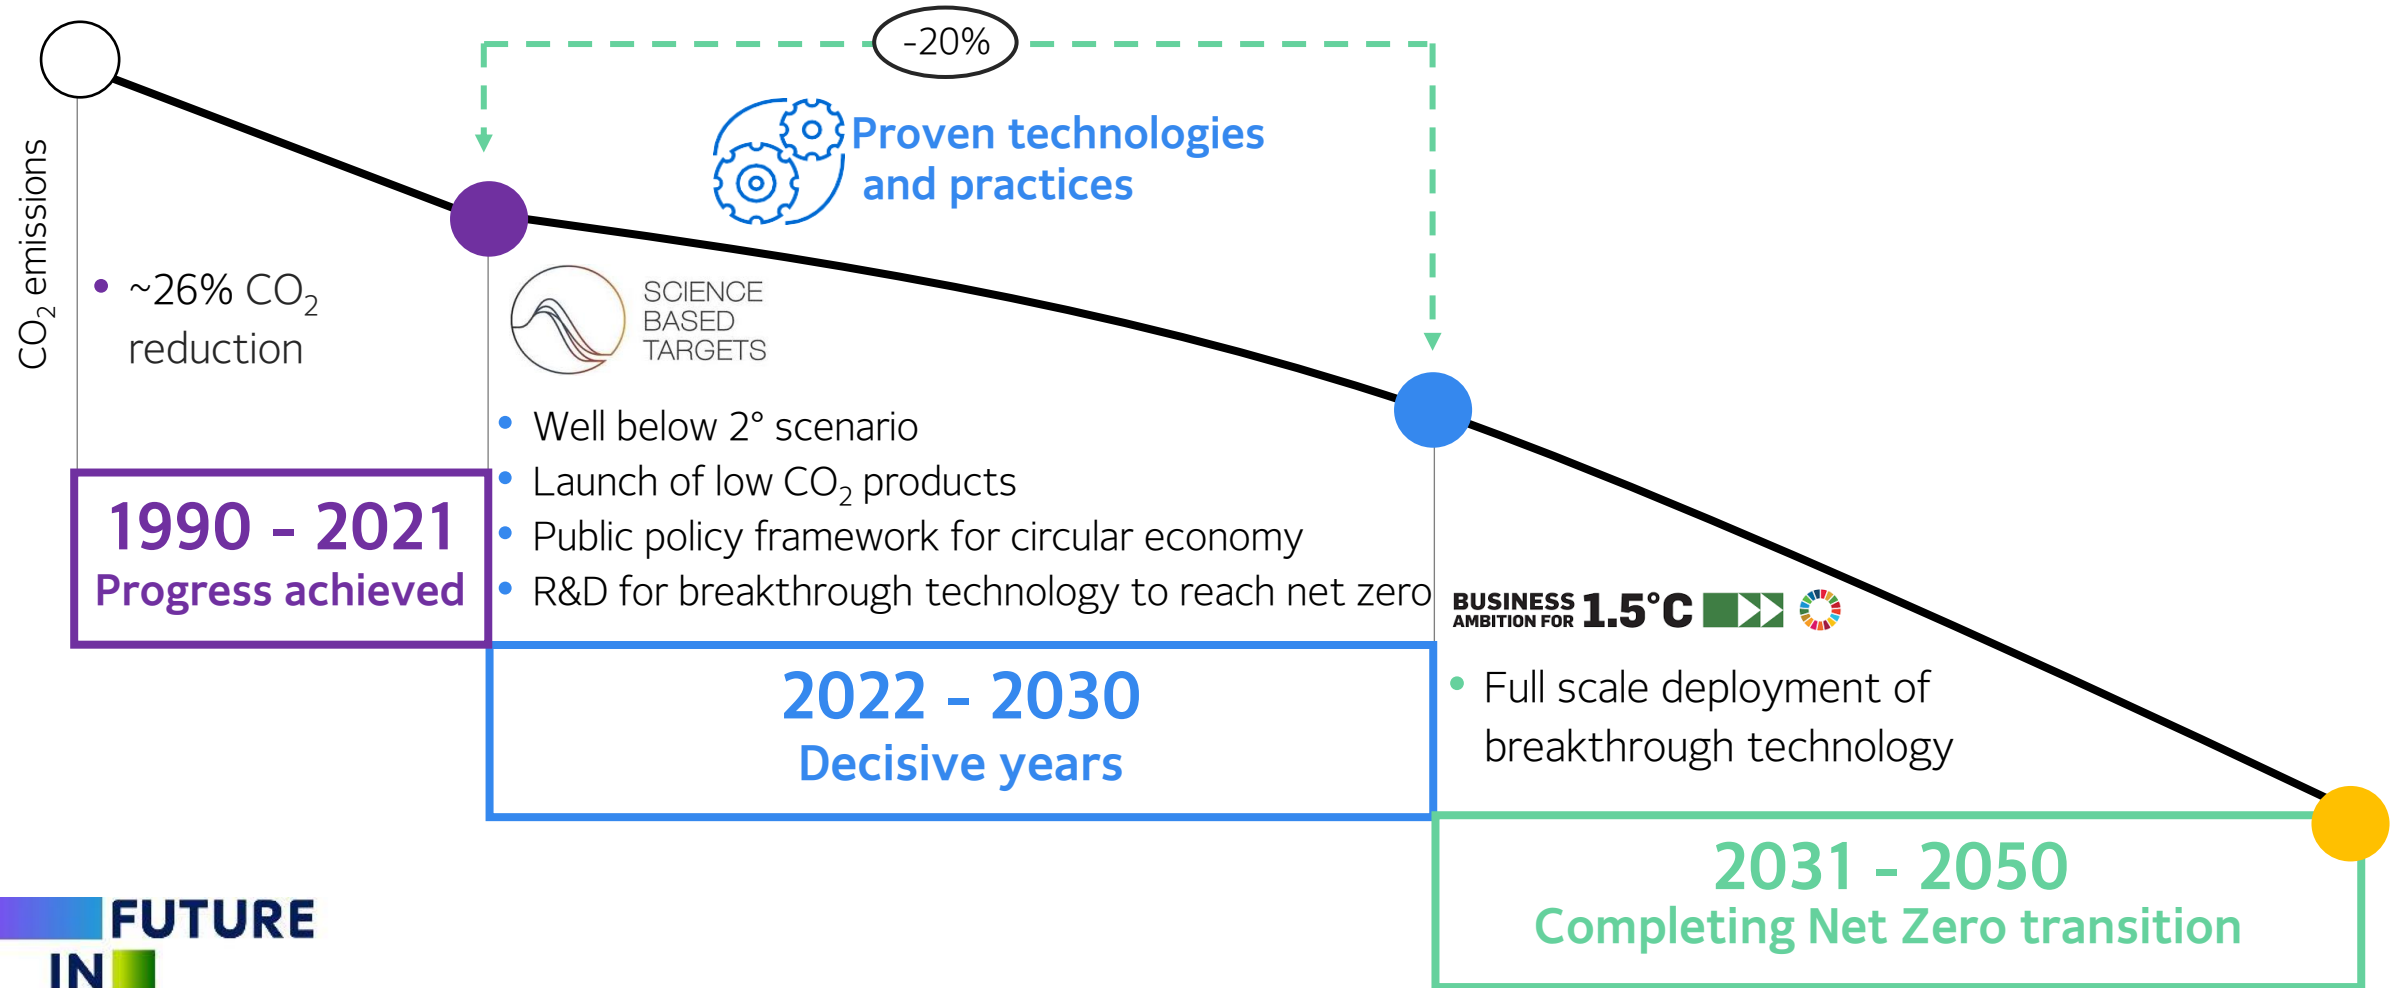 -20%
Proven technologies
and practices
CO₂ emissions
• ~26% CO₂
reduction
SCIENCE
BASED
TARGETS
• Well below 2° scenario
• Launch of low CO₂ products
• Public policy framework for circular economy
• R&D for breakthrough technology to reach net zero
1990 - 2021
Progress achieved
2022 - 2030
Decisive years
BUSINESS
AMBITION FOR 1.5°C
• Full scale deployment of
breakthrough technology
2031 - 2050
Completing Net Zero transition
FUTURE
IN